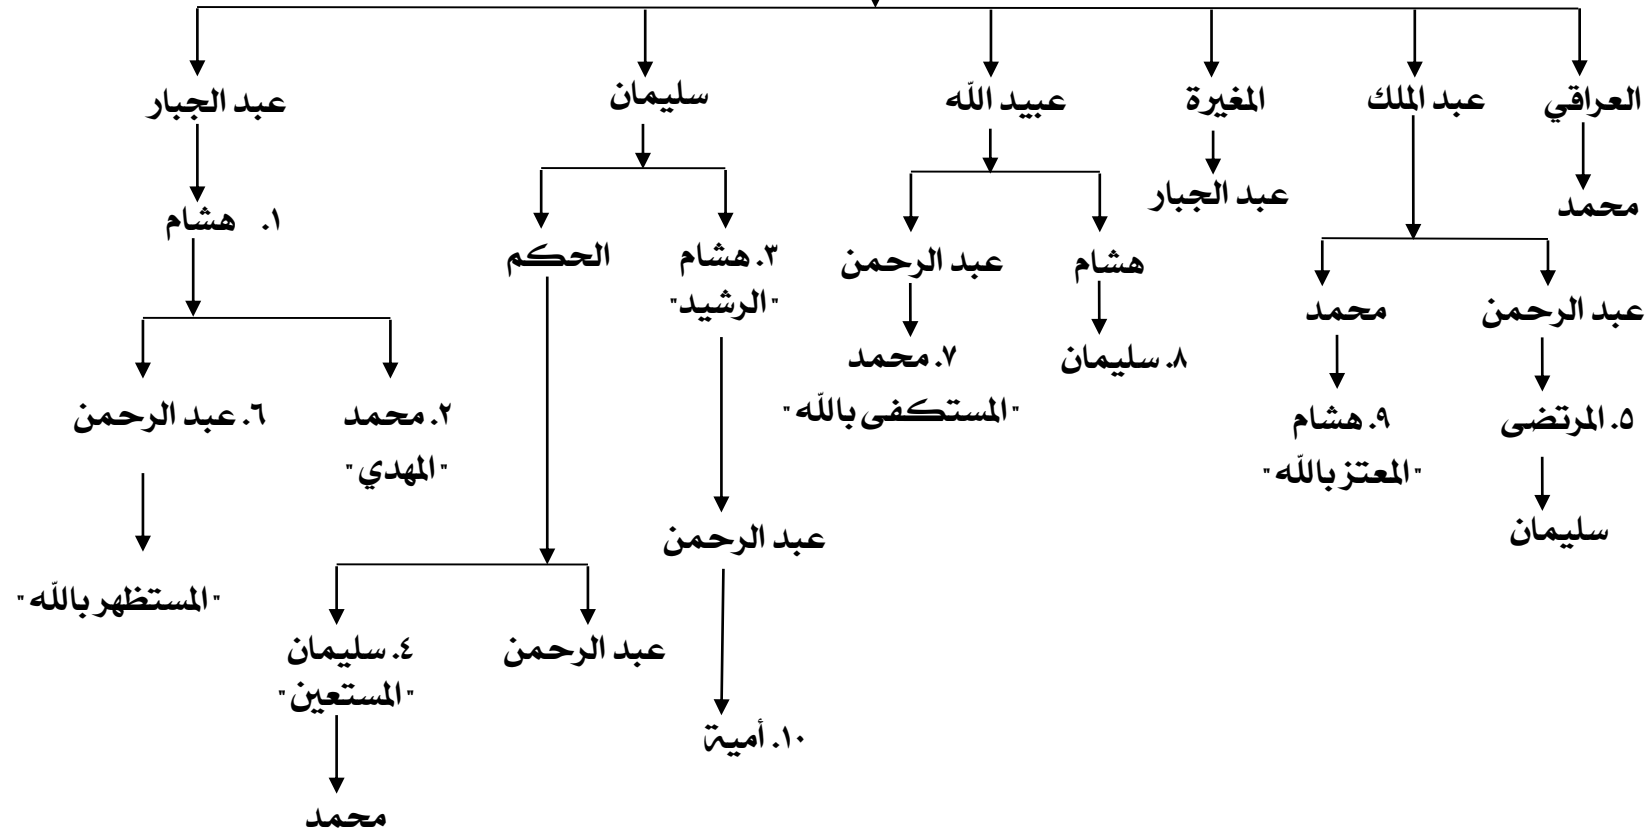 العراقي
عبد الملك
المغيرة
عبيد الله
سليمان
عبد الجبار
محمد
عبد الجبار
١. هشام
هشام
عبد الرحمن
٣. هشام
"الرشيد"
الحكم
عبد الرحمن
محمد
٨. سليمان
٧. محمد
"المستكفى بالله"
٥. المرتضى
٩. هشام
"المعتز بالله"
٢. محمد
"المهدي"
٦. عبد الرحمن
سليمان
عبد الرحمن
"المستظهر بالله"
عبد الرحمن
٤. سليمان
"المستعين"
١٠. أمية
محمد